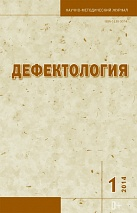 НАУЧНО-МЕТОДИЧЕСКИЙ ЖУРНАЛ
ДЕФЕКТОЛОГИЯ
1
2014